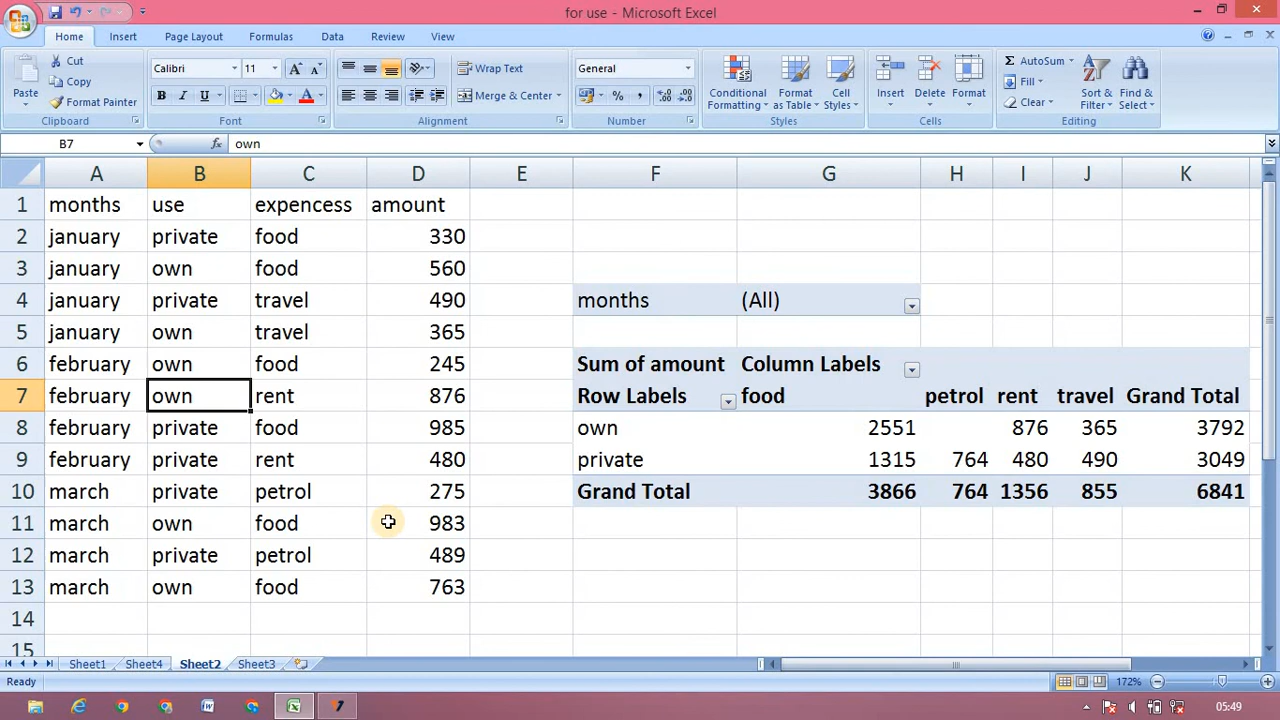 for use - Microsoft Excel
Home Insert Page Layout Formulas Data Review View
Paste Cut Copy Format Painter
Calibri 11
B I U
Wrap Text
Merge & Center
General
Conditional Formatting Format as Table Cell Styles
Insert Delete Format
AutoSum Fill Clear
Sort & Filter Find & Select
Clipboard Font Alignment Number Styles Cells Editing
B7 fx own
A B C D E F G H I J K
1 months use expencess amount
2 january private food 330
3 january own food 560
4 january private travel 490 months (All)
5 january own travel 365
6 february own food 245 Sum of amount Column Labels
7 february own rent 876 Row Labels food petrol rent travel Grand Total
8 february private food 985 own 2551 876 365 3792
9 february private rent 480 private 1315 764 480 490 3049
10 march private petrol 275 Grand Total 3866 764 1356 855 6841
11 march own food 983
12 march private petrol 489
13 march own food 763
14
15
Sheet1 Sheet4 Sheet2 Sheet3
Ready 172%
05:49